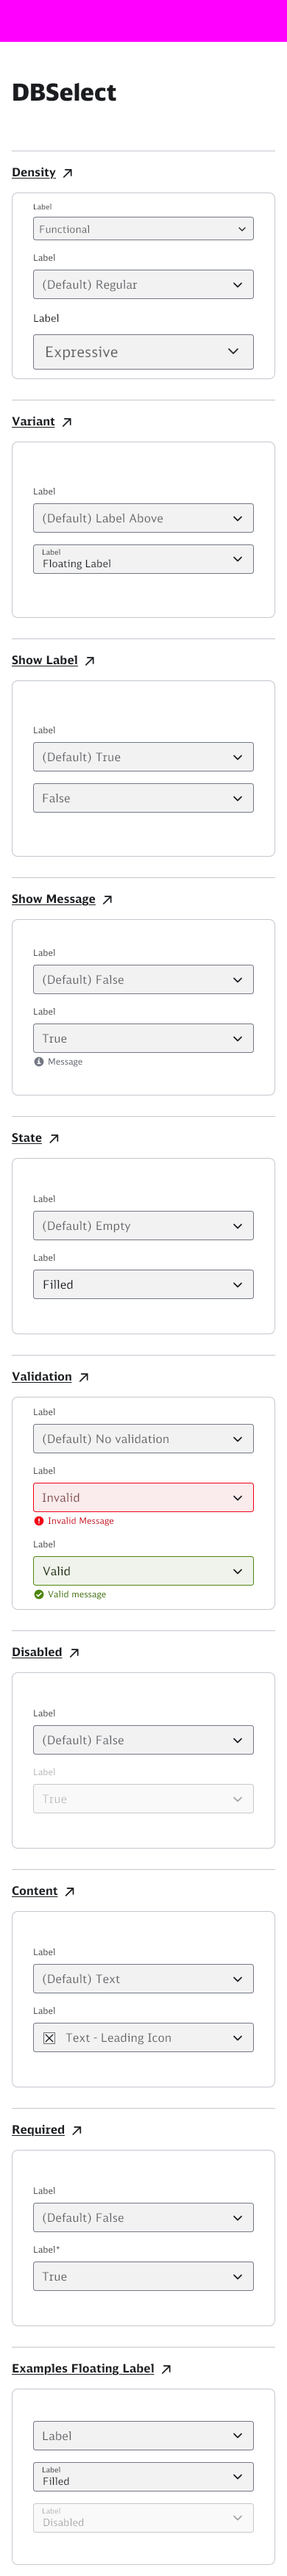 DBSelect
Density
Label
Functional
Label
(Default) Regular
Label
Expressive
Variant
Label
(Default) Label Above
Label
Floating Label
Show Label
Label
(Default) True
False
Show Message
Label
(Default) False
Label
True
Message
State
Label
(Default) Empty
Label
Filled
Validation
Label
(Default) No validation
Label
Invalid
Invalid Message
Label
Valid
Valid message
Disabled
Label
(Default) False
Label
True
Content
Label
(Default) Text
Label
Text - Leading Icon
Required
Label
(Default) False
Label*
True
Examples Floating Label
Label
Label
Filled
Label
Disabled